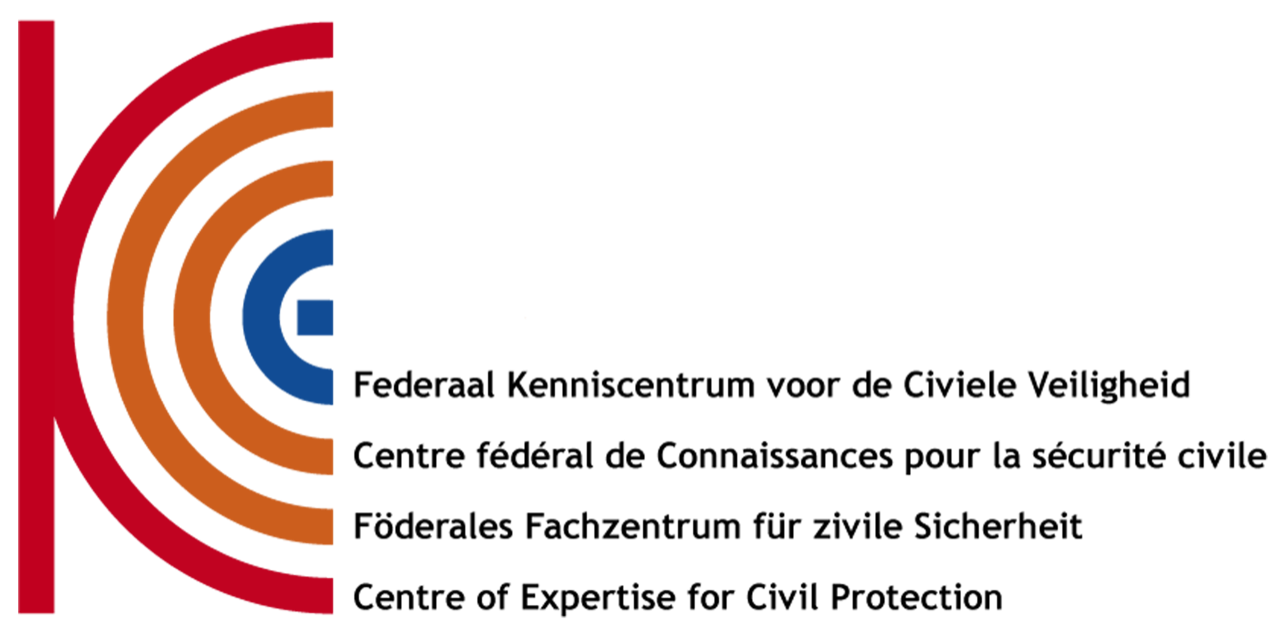 Federaal Kenniscentrum voor de Civiele Veiligheid
Centre fédéral de Connaissances pour la sécurité civile
Föderales Fachzentrum für zivile Sicherheit
Centre of Expertise for Civil Protection